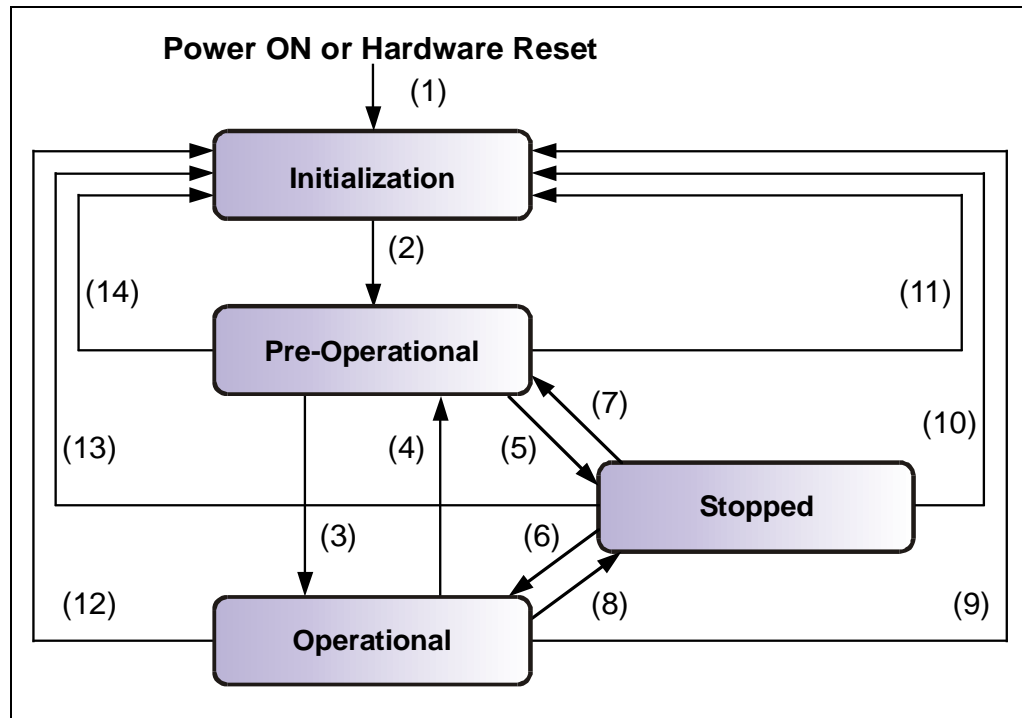 Power ON or Hardware Reset
(1)
Initialization
(2)
(14)
(11)
Pre-Operational
(7)
(13)
(4)
(5)
(10)
Stopped
(3)
(6)
(12)
(8)
(9)
Operational